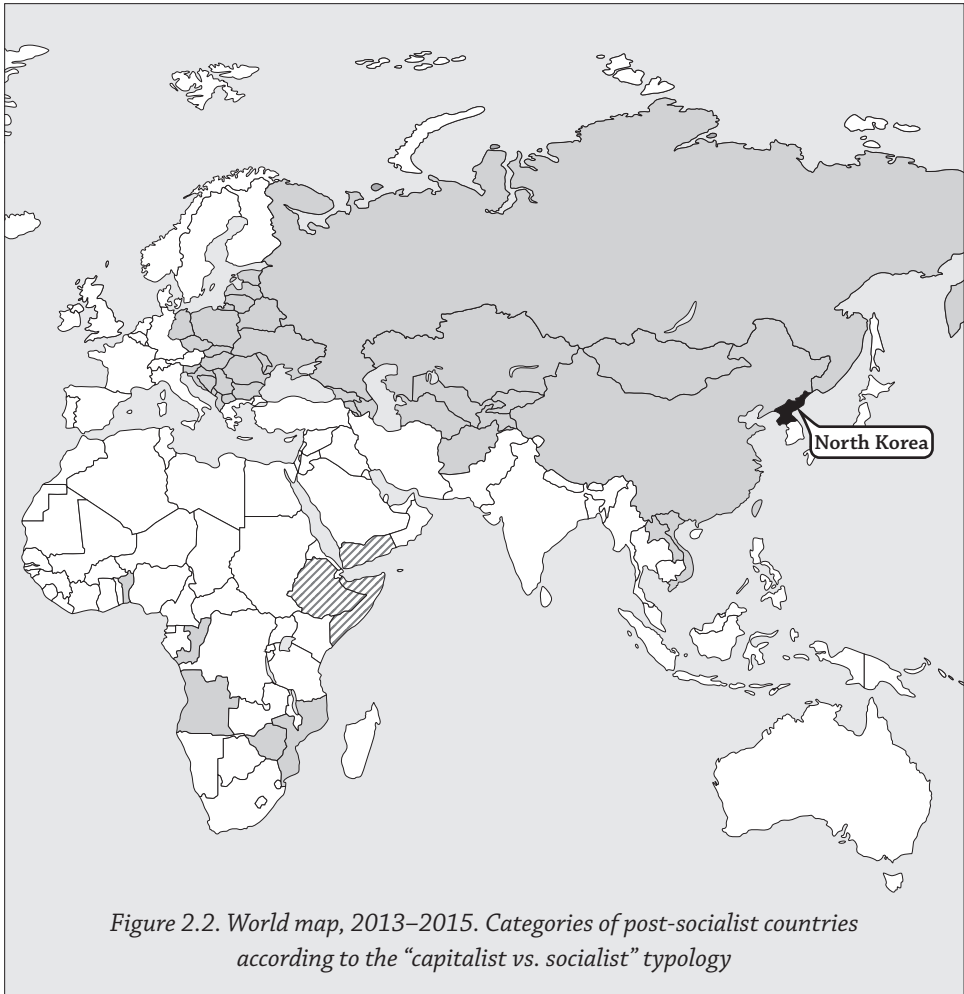 North Korea
Figure 2.2. World map, 2013–2015. Categories of post-socialist countries
according to the “capitalist vs. socialist” typology